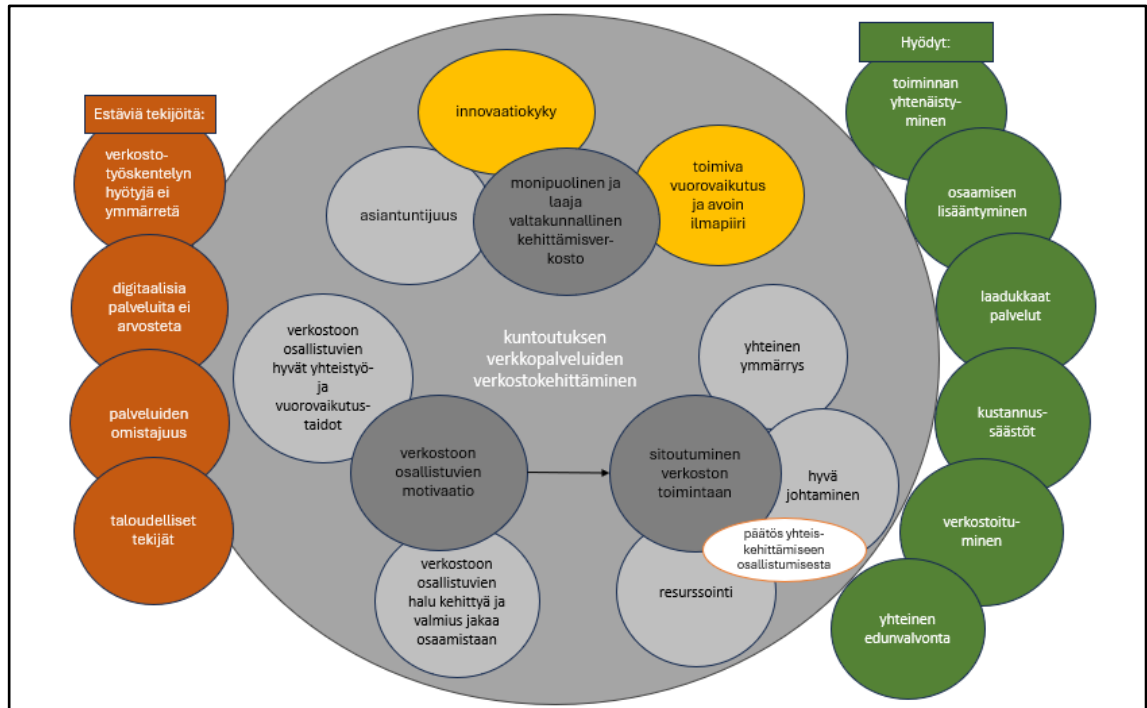 Estäviä tekijöitä:
verkosto-
työskentelyn
hyötyjä ei
ymmärretä
digitaalisia
palveluita ei
arvosteta
palveluiden
omistajuus
taloudelliset
tekijät
innovaatiokyky
asiantuntijuus
monipuolinen ja
laaja
valtakunnallinen
kehittämisver-
kosto
toimiva
vuorovaikutus
ja avoin
ilmapiiri
kuntoutuksen
verkkopalveluiden
verkostokehittäminen
verkostoon
osallistuvien
hyvät yhteistyö-
ja
vuorovaikutus-
taidot
verkostoon
osallistuvien
motivaatio
verkostoon
osallistuvien
halu kehittyä ja
valmius jakaa
osaamistaan
yhteinen
ymmärrys
sitoutuminen
verkoston
toimintaan
hyvä
johtaminen
päätös yhteis-
kehittämiseen
osallistumisesta
resurssointi
Hyödyt:
toiminnan
yhtenäisty-
minen
osaamisen
lisääntyminen
laadukkaat
palvelut
kustannus-
säästöt
verkostoitu-
minen
yhteinen
edunvalvonta